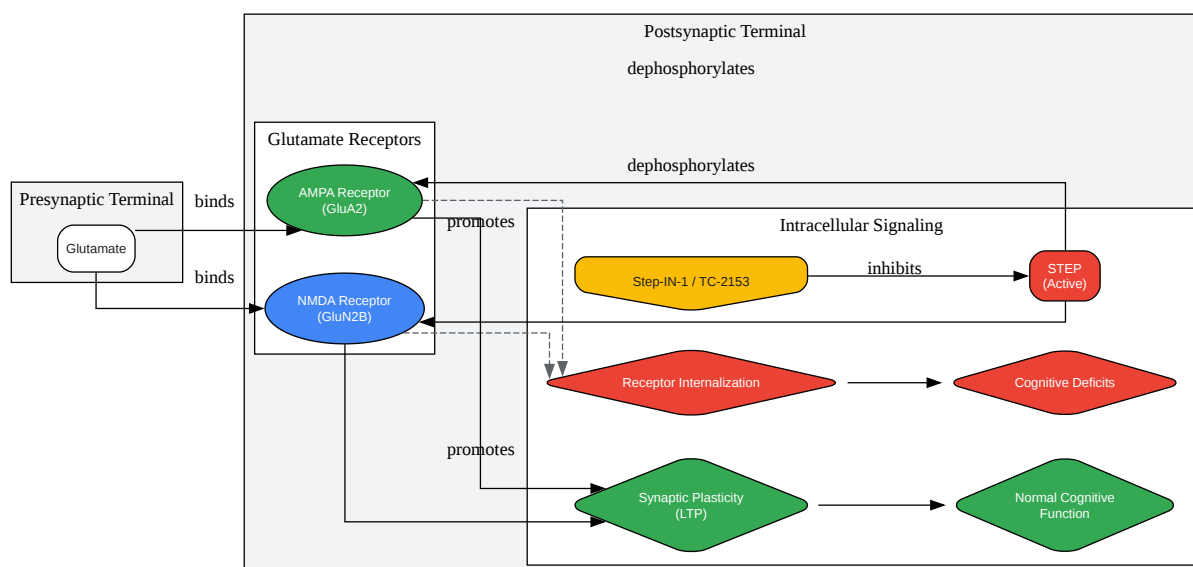 Postsynaptic Terminal
dephosphorylates
Glutamate Receptors
dephosphorylates
Presynaptic Terminal
binds
AMPA Receptor
(GluA2)
promotes
Intracellular Signaling
Glutamate
binds
Step-IN-1 / TC-2153
inhibits
STEP
(Active)
NMDA Receptor
(GluN2B)
Receptor Internalization
Cognitive Deficits
promotes
Synaptic Plasticity
(LTP)
Normal Cognitive
Function